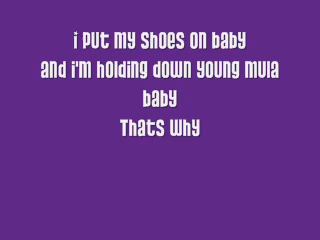 i put my shoes on baby
and i'm holding down young mula
baby
Thats why